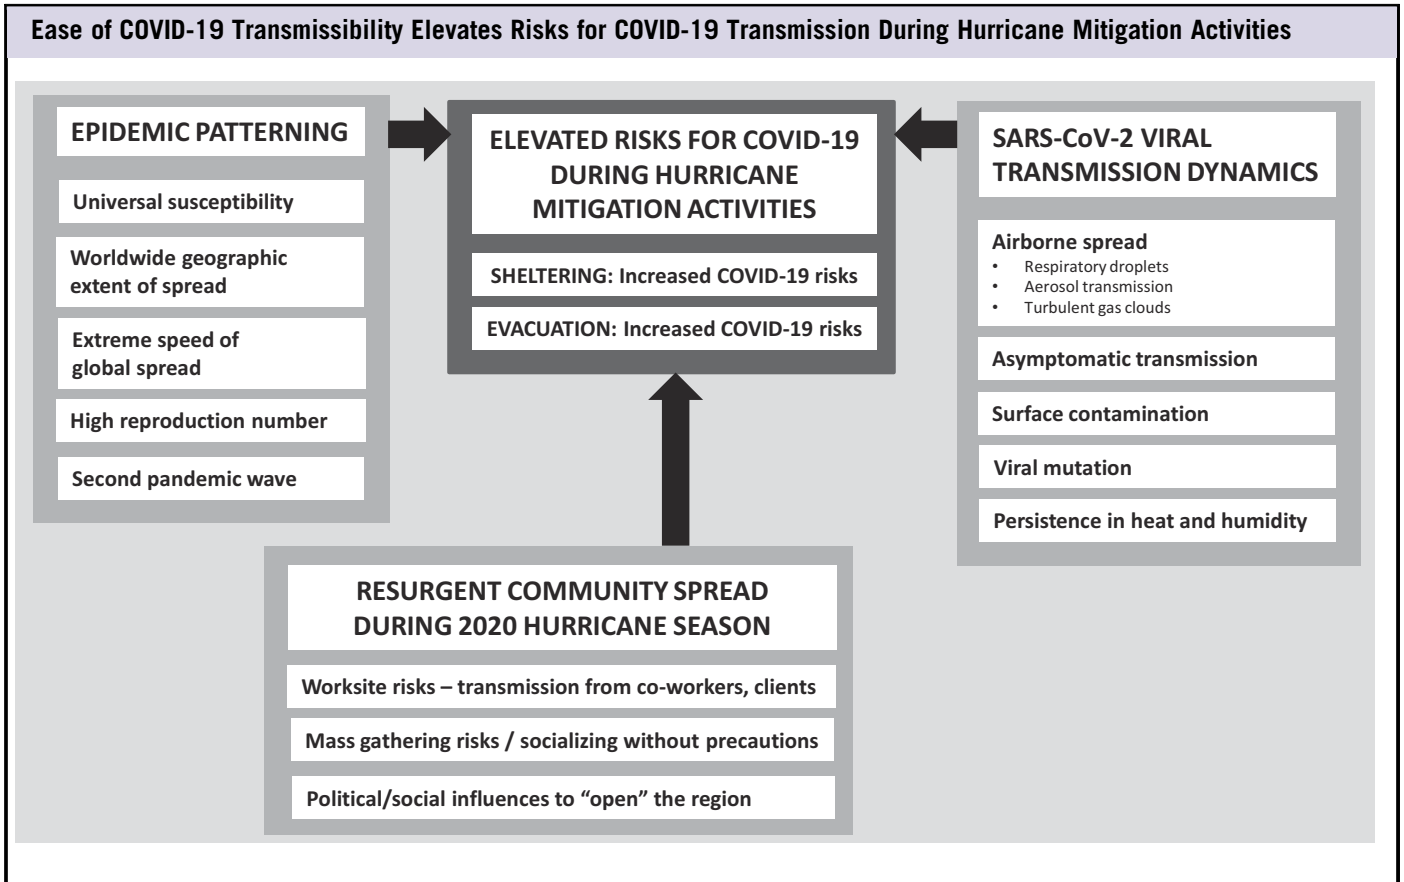 Ease of COVID-19 Transmissibility Elevates Risks for COVID-19 Transmission During Hurricane Mitigation Activities
EPIDEMIC PATTERNING
Universal susceptibility
Worldwide geographic
extent of spread
Extreme speed of
global spread
High reproduction number
Second pandemic wave
ELEVATED RISKS FOR COVID-19
DURING HURRICANE
MITIGATION ACTIVITIES
SHELTERING: Increased COVID-19 risks
EVACUATION: Increased COVID-19 risks
SARS-CoV-2 VIRAL
TRANSMISSION DYNAMICS
Airborne spread
• Respiratory droplets
• Aerosol transmission
• Turbulent gas clouds
Asymptomatic transmission
Surface contamination
Viral mutation
Persistence in heat and humidity
RESURGENT COMMUNITY SPREAD
DURING 2020 HURRICANE SEASON
Worksite risks – transmission from co-workers, clients
Mass gathering risks / socializing without precautions
Political/social influences to “open” the region